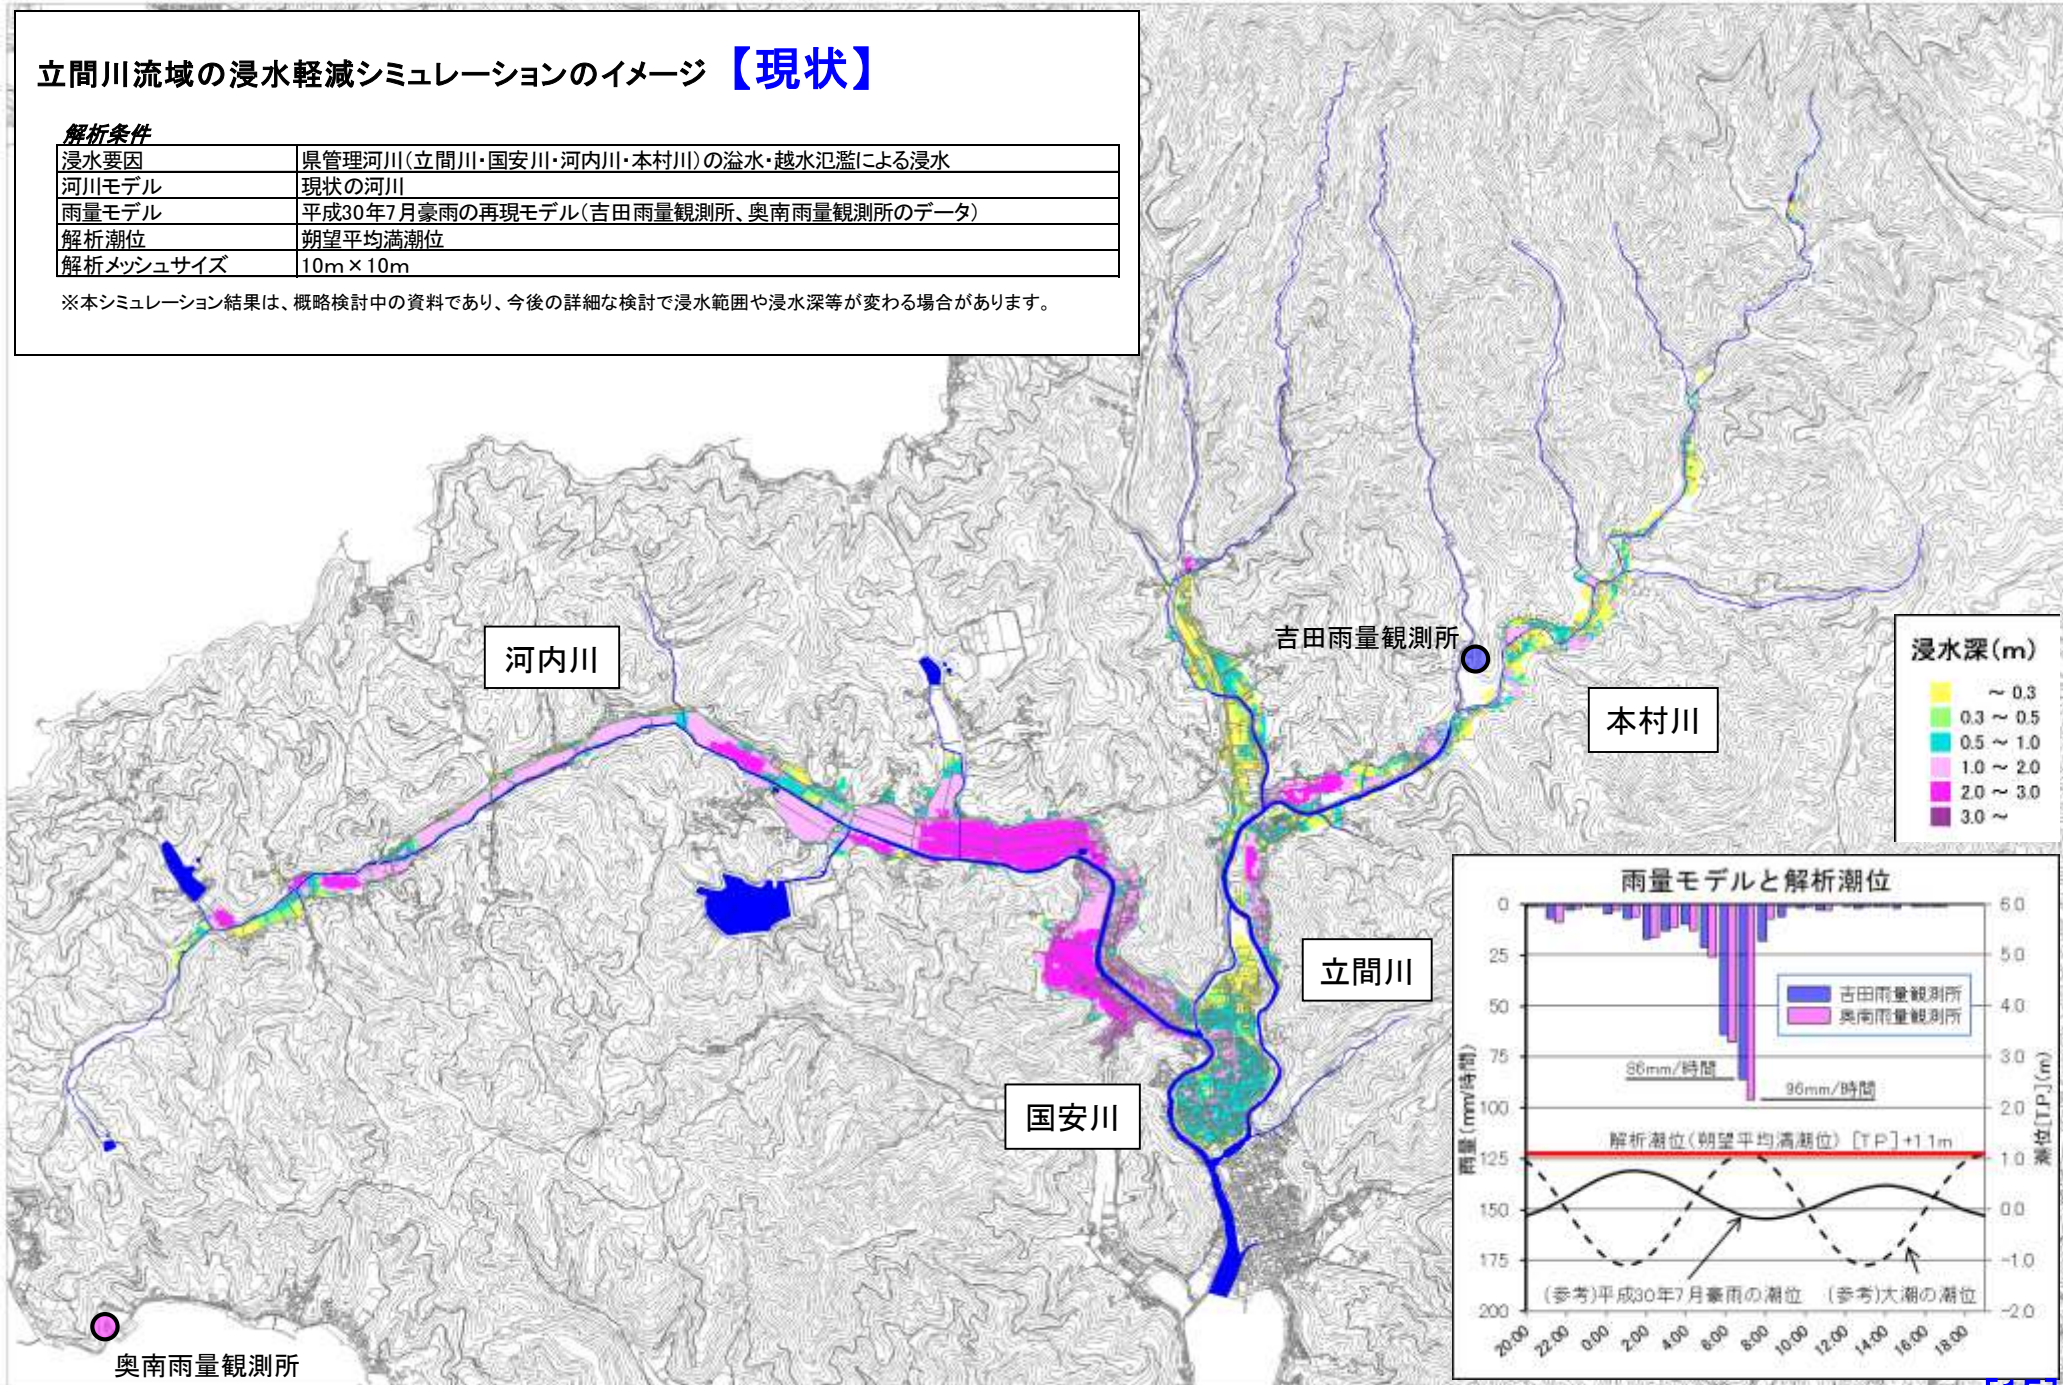 立間川流域の浸水軽減シミュレーションのイメージ 【現状】
解析条件
浸水要因 県管理河川(立間川・国安川・河内川・本村川)の溢水・越水氾濫による浸水
河川モデル 現状の河川
雨量モデル 平成30年7月豪雨の再現モデル(吉田雨量観測所、奥南雨量観測所のデータ)
解析潮位 朔望平均満潮位
解析メッシュサイズ 10m×10m
※本シミュレーション結果は、概略検討中の資料であり、今後の詳細な検討で浸水範囲や浸水深等が変わる場合があります。
河内川
吉田雨量観測所
本村川
立間川
国安川
奥南雨量観測所
浸水深(m)
～ 0.3
0.3 ～ 0.5
0.5 ～ 1.0
1.0 ～ 2.0
2.0 ～ 3.0
3.0 ～
雨量モデルと解析潮位
0 25 50 75 100 125 150 175 200
雨量(mm/時間)
6.0 5.0 4.0 3.0 2.0 1.0 0.0 -1.0 -2.0
潮位[T.P.](m)
吉田雨量観測所
奥南雨量観測所
86mm/時間
96mm/時間
解析潮位(朔望平均満潮位) [T.P.]+1.1m
(参考)平成30年7月豪雨の潮位 (参考)大潮の潮位
20:00 22:00 0:00 2:00 4:00 6:00 8:00 10:00 12:00 14:00 16:00 18:00